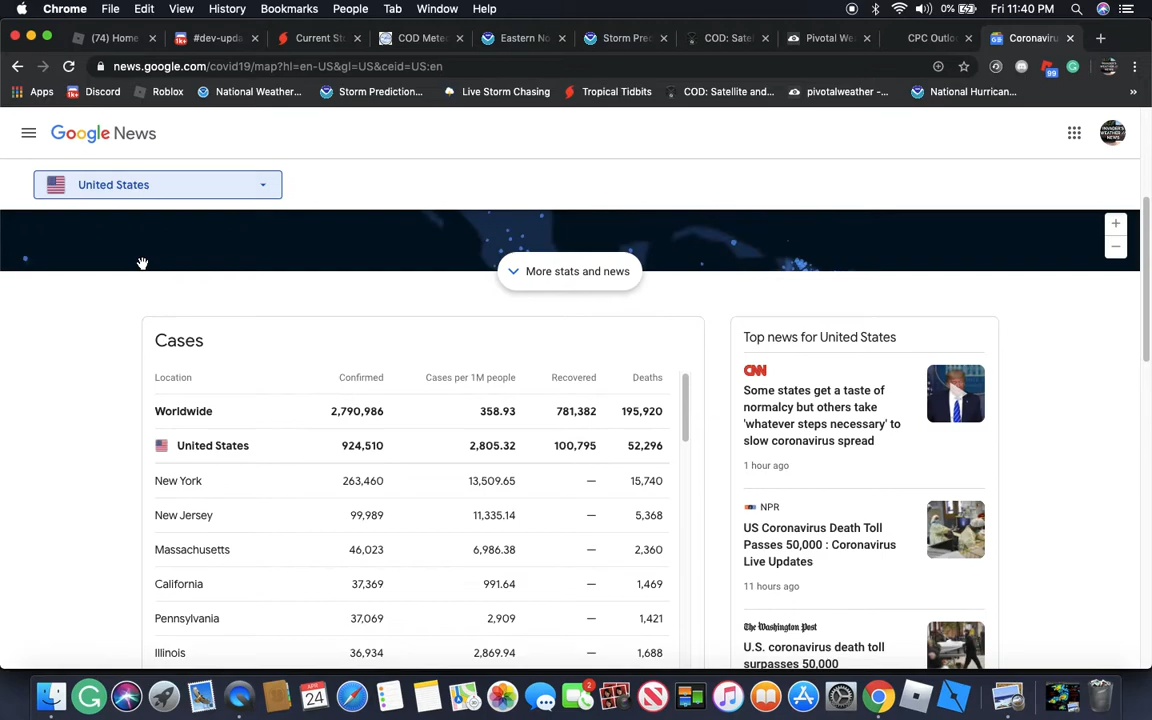 Chrome File Edit View History Bookmarks People Tab Window Help 0% Fri 11:40 PM
(74) Home #dev-upda Current Sto COD Mete Eastern No Storm Pred COD: Sate Pivotal We CPC Outlo Coronaviru
news.google.com/covid19/map?hl=en-US&gl=US&ceid=US:en 99
Apps Discord Roblox National Weather... Storm Prediction... Live Storm Chasing Tropical Tidbits COD: Satellite and... pivotalweather -... National Hurrican... »
Google News
United States
+
−
More stats and news
Cases
Location Confirmed Cases per 1M people Recovered Deaths
Worldwide 2,790,986 358.93 781,382 195,920
United States 924,510 2,805.32 100,795 52,296
New York 263,460 13,509.65 — 15,740
New Jersey 99,989 11,335.14 — 5,368
Massachusetts 46,023 6,986.38 — 2,360
California 37,369 991.64 — 1,469
Pennsylvania 37,069 2,909 — 1,421
Illinois 36,934 2,869.94 — 1,688
Top news for United States
CNN
Some states get a taste of
normalcy but others take
'whatever steps necessary' to
slow coronavirus spread
1 hour ago
NPR
US Coronavirus Death Toll
Passes 50,000 : Coronavirus
Live Updates
11 hours ago
The Washington Post
U.S. coronavirus death toll
surpasses 50,000
APR
24
2